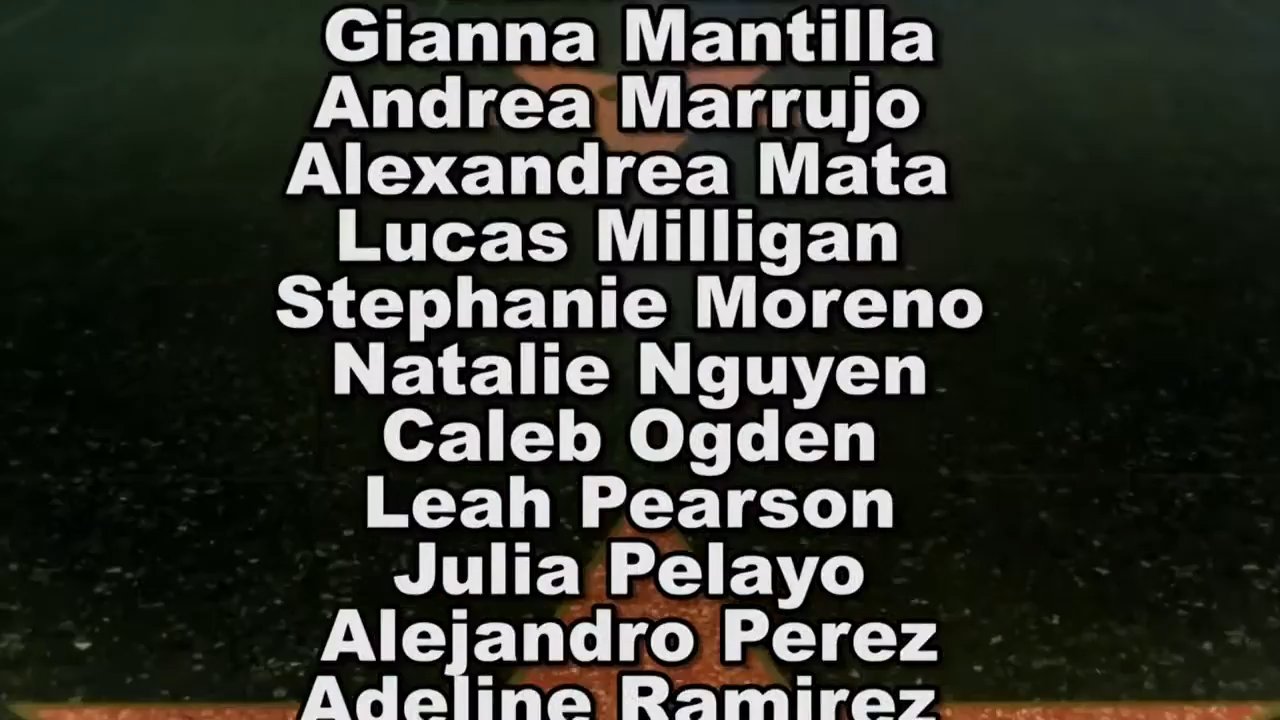 Gianna Mantilla
Andrea Marrujo
Alexandrea Mata
Lucas Milligan
Stephanie Moreno
Natalie Nguyen
Caleb Ogden
Leah Pearson
Julia Pelayo
Alejandro Perez
Adeline Ramirez